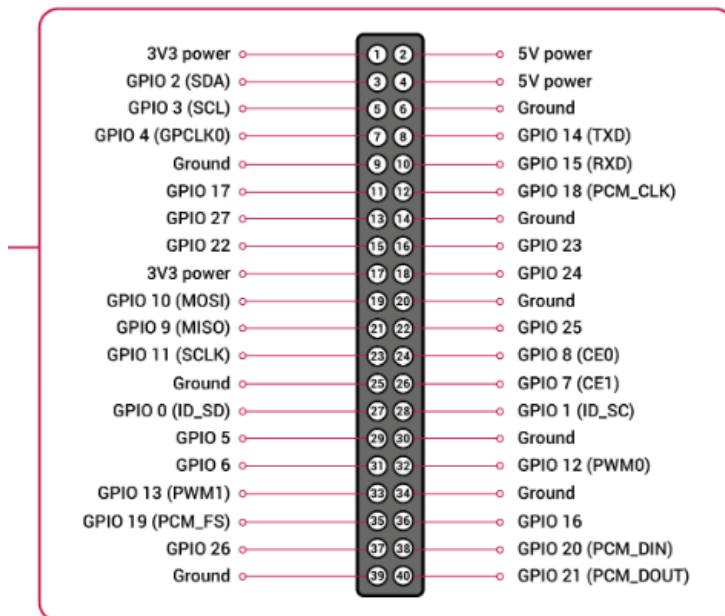 3V3 power 1 2 5V power
GPIO 2 (SDA) 3 4 5V power
GPIO 3 (SCL) 5 6 Ground
GPIO 4 (GPCLK0) 7 8 GPIO 14 (TXD)
Ground 9 10 GPIO 15 (RXD)
GPIO 17 11 12 GPIO 18 (PCM_CLK)
GPIO 27 13 14 Ground
GPIO 22 15 16 GPIO 23
3V3 power 17 18 GPIO 24
GPIO 10 (MOSI) 19 20 Ground
GPIO 9 (MISO) 21 22 GPIO 25
GPIO 11 (SCLK) 23 24 GPIO 8 (CE0)
Ground 25 26 GPIO 7 (CE1)
GPIO 0 (ID_SD) 27 28 GPIO 1 (ID_SC)
GPIO 5 29 30 Ground
GPIO 6 31 32 GPIO 12 (PWM0)
GPIO 13 (PWM1) 33 34 Ground
GPIO 19 (PCM_FS) 35 36 GPIO 16
GPIO 26 37 38 GPIO 20 (PCM_DIN)
Ground 39 40 GPIO 21 (PCM_DOUT)